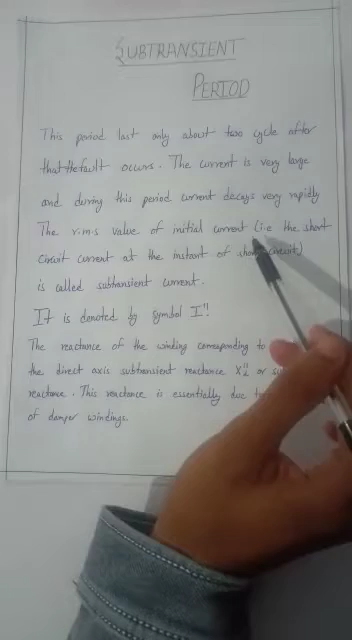 SUBTRANSIENT
PERIOD
This period last only about two cycle after
that the fault occurs. The current is very large
and during this period current decays very rapidly
The r.m.s value of initial current (i.e the short
circuit current at the instant of short circuit)
is called subtransient current.
It is denoted by symbol I"
The reactance of the winding corresponding to
the direct axis subtransient reactance X"d or
reactance. This reactance is essentially due
of damper windings